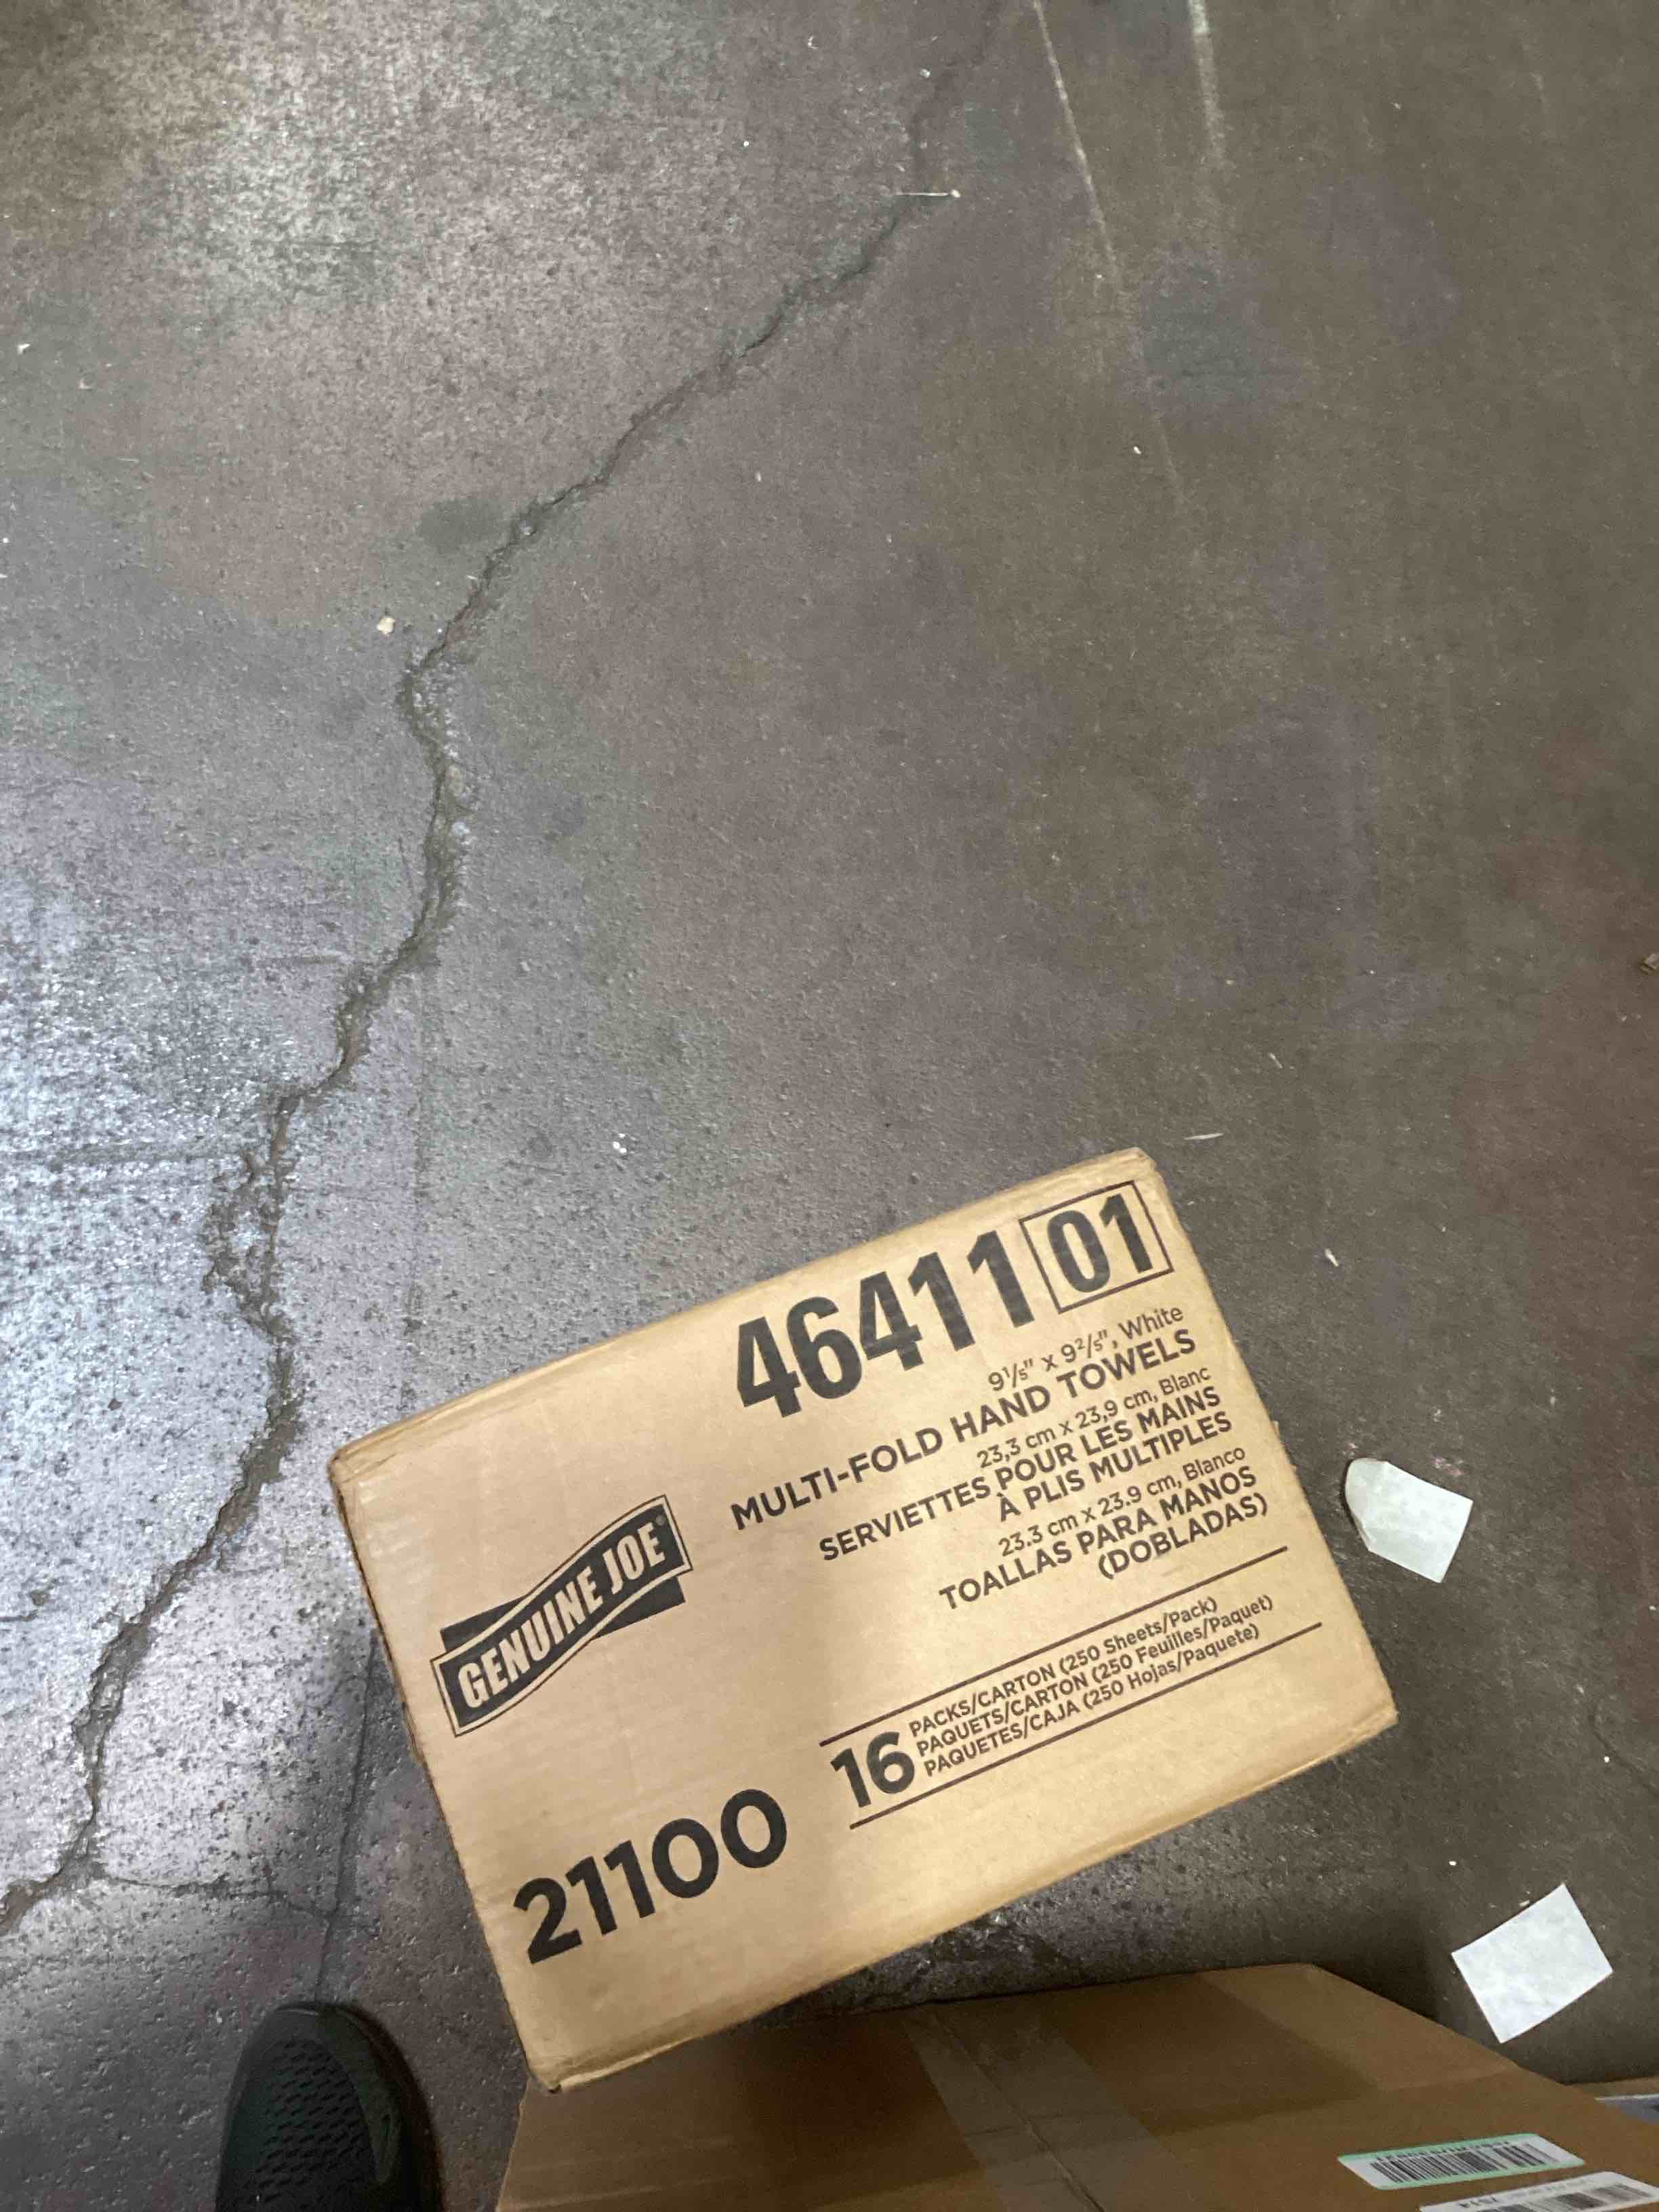 46411 01
9 1/5" x 9 2/5", White
MULTI-FOLD HAND TOWELS
23,3 cm x 23,9 cm, Blanc
SERVIETTES POUR LES MAINS
À PLIS MULTIPLES
23.3 cm x 23.9 cm, Blanco
TOALLAS PARA MANOS
(DOBLADAS)
GENUINE JOE®
16
PACKS/CARTON (250 Sheets/Pack)
PAQUETS/CARTON (250 Feuilles/Paquet)
PAQUETES/CAJA (250 Hojas/Paquete)
21100